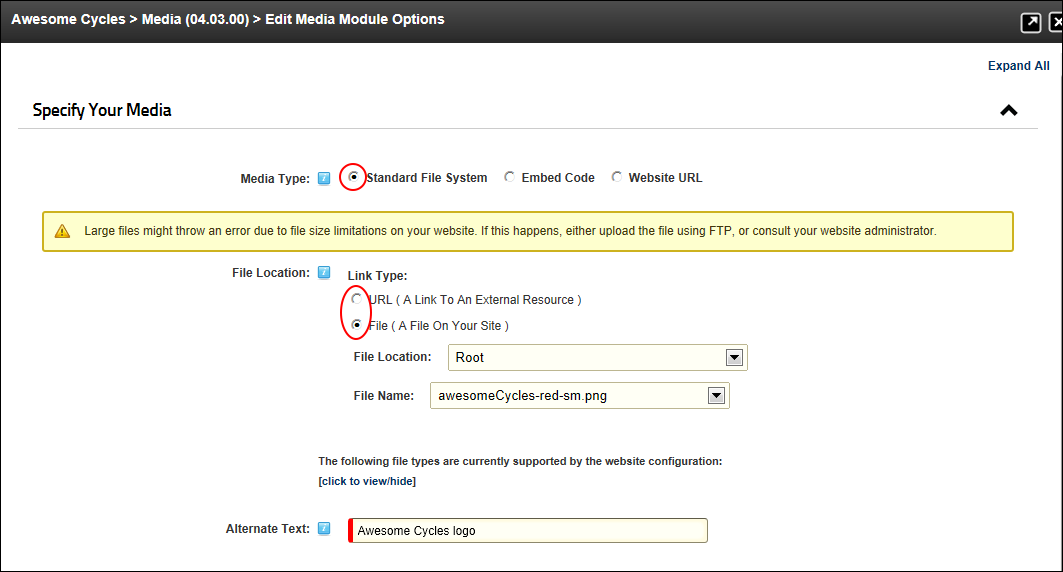 Awesome Cycles > Media (04.03.00) > Edit Media Module Options
Expand All
Specify Your Media
Media Type: Standard File System Embed Code Website URL
Large files might throw an error due to file size limitations on your website. If this happens, either upload the file using FTP, or consult your website administrator.
File Location: Link Type:
URL ( A Link To An External Resource )
File ( A File On Your Site )
File Location: Root
File Name: awesomeCycles-red-sm.png
The following file types are currently supported by the website configuration:
[click to view/hide]
Alternate Text: Awesome Cycles logo